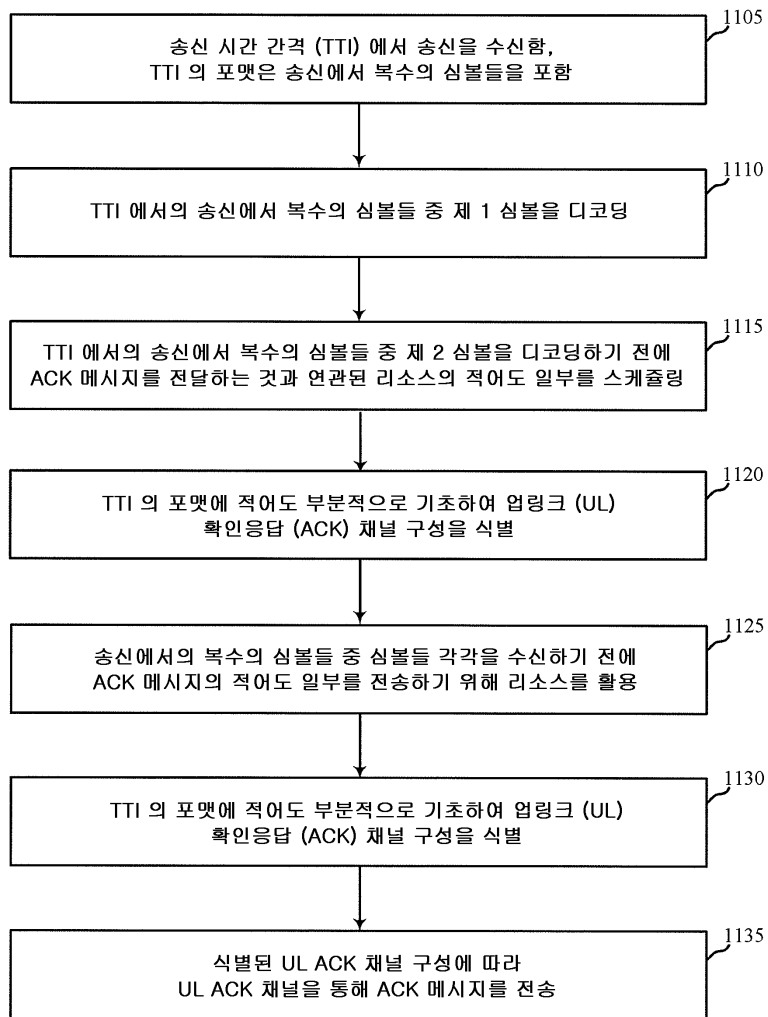 1105
송신 시간 간격 (TTI) 에서 송신을 수신함,
TTI 의 포맷은 송신에서 복수의 심볼들을 포함
1110
TTI 에서의 송신에서 복수의 심볼들 중 제 1 심볼을 디코딩
1115
TTI 에서의 송신에서 복수의 심볼들 중 제 2 심볼을 디코딩하기 전에
ACK 메시지를 전달하는 것과 연관된 리소스의 적어도 일부를 스케쥴링
1120
TTI 의 포맷에 적어도 부분적으로 기초하여 업링크 (UL)
확인응답 (ACK) 채널 구성을 식별
1125
송신에서의 복수의 심볼들 중 심볼들 각각을 수신하기 전에
ACK 메시지의 적어도 일부를 전송하기 위해 리소스를 활용
1130
TTI 의 포맷에 적어도 부분적으로 기초하여 업링크 (UL)
확인응답 (ACK) 채널 구성을 식별
1135
식별된 UL ACK 채널 구성에 따라
UL ACK 채널을 통해 ACK 메시지를 전송